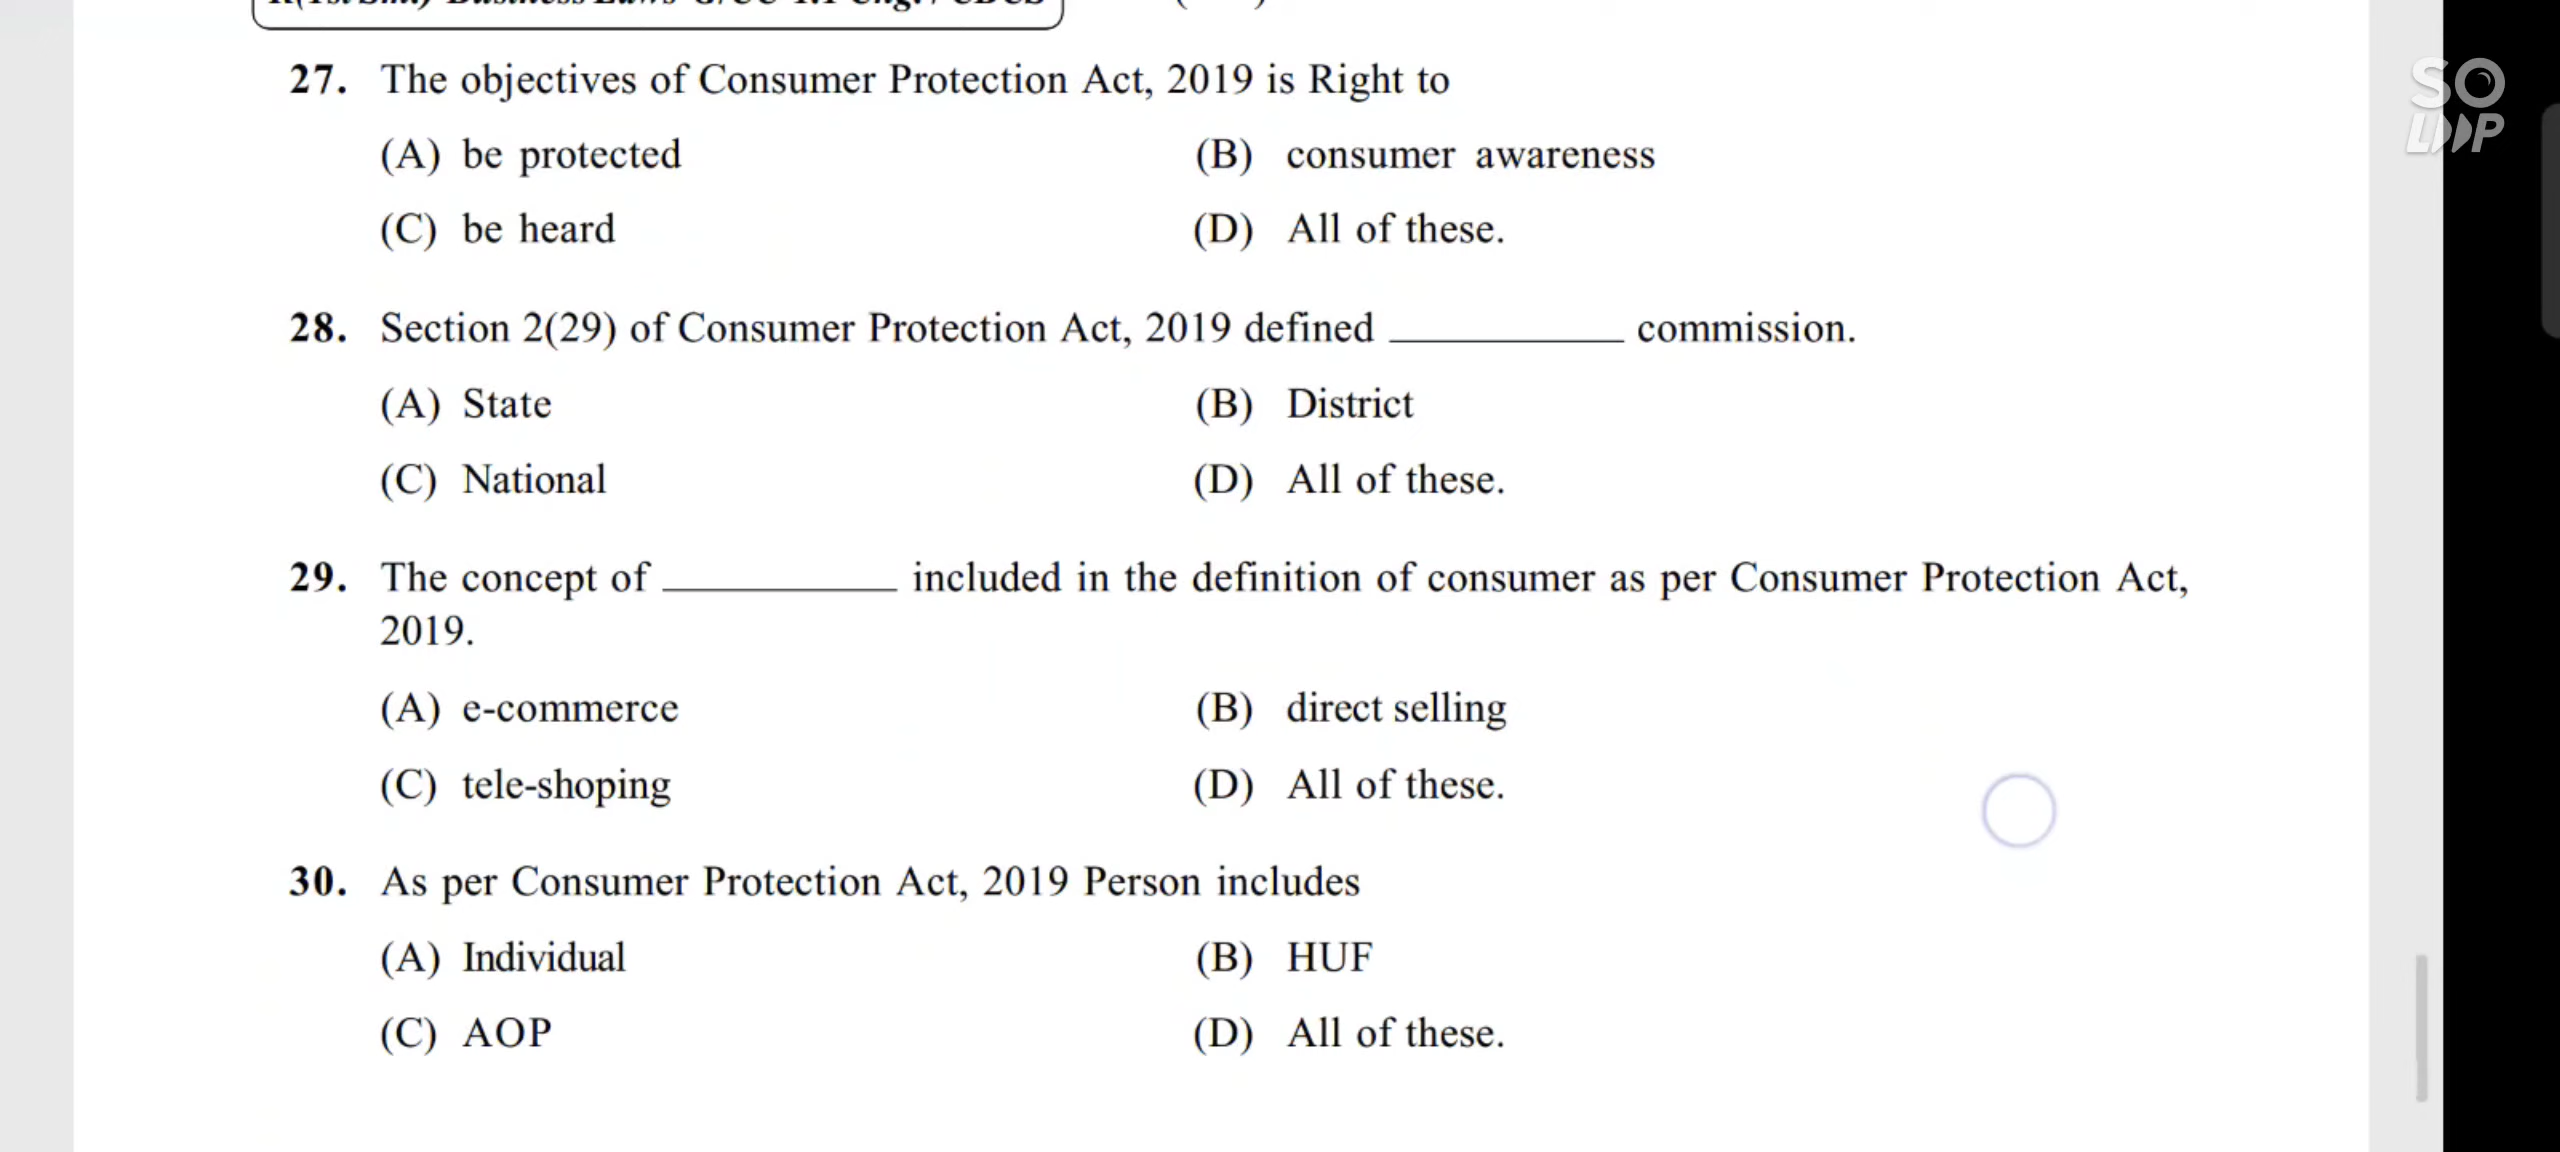 27. The objectives of Consumer Protection Act, 2019 is Right to
(A) be protected (B) consumer awareness
(C) be heard (D) All of these.
28. Section 2(29) of Consumer Protection Act, 2019 defined __________ commission.
(A) State (B) District
(C) National (D) All of these.
29. The concept of __________ included in the definition of consumer as per Consumer Protection Act,
2019.
(A) e-commerce (B) direct selling
(C) tele-shoping (D) All of these.
30. As per Consumer Protection Act, 2019 Person includes
(A) Individual (B) HUF
(C) AOP (D) All of these.
SO
LOOP